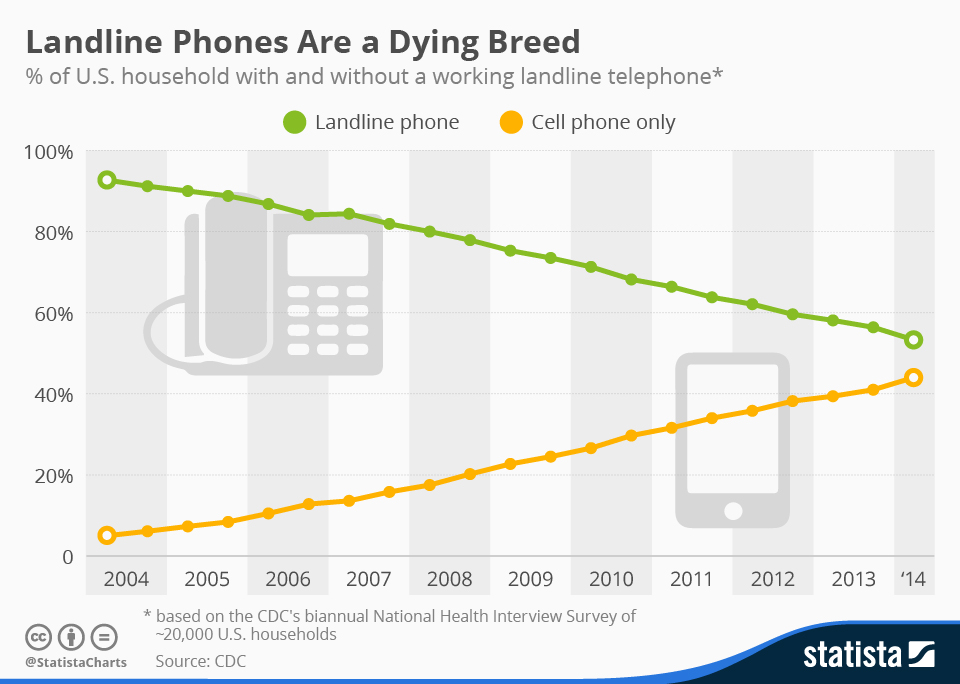 Landline Phones Are a Dying Breed
% of U.S. household with and without a working landline telephone*
Landline phone
Cell phone only
100%
80%
60%
40%
20%
0
2004 2005 2006 2007 2008 2009 2010 2011 2012 2013 ‘14
* based on the CDC's biannual National Health Interview Survey of
~20,000 U.S. households
cc
@StatistaCharts
Source: CDC
statista